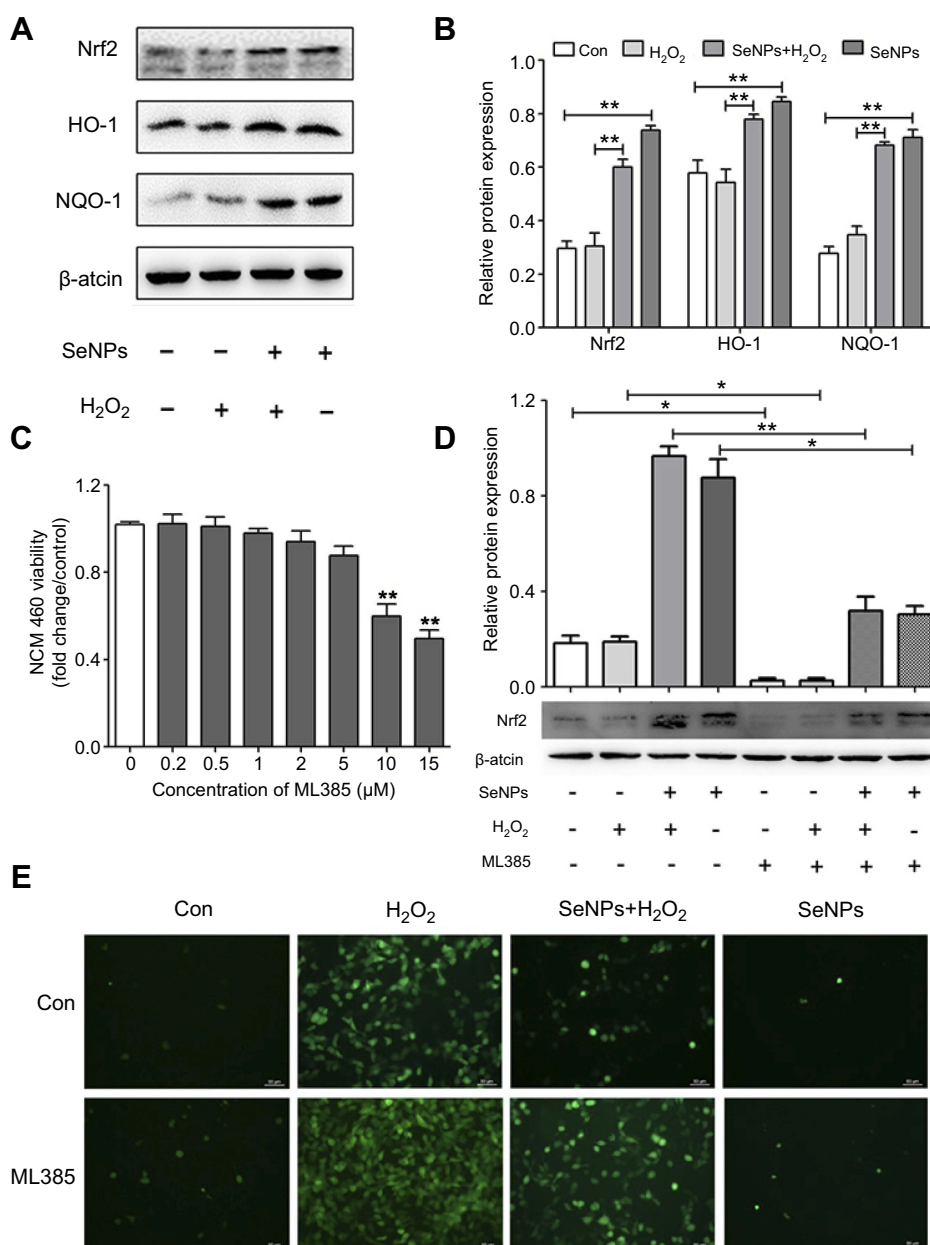 A
Nrf2
HO-1
NQO-1
β-atcin
SeNPs – – + +
H₂O₂ – + + –
B
Con H₂O₂ SeNPs+H₂O₂ SeNPs
Relative protein expression
1.0
0.8
0.6
0.4
0.2
0.0
** ** **
** ** **
Nrf2 HO-1 NQO-1
C
NCM 460 viability
(fold change/control)
1.2
0.8
0.4
0.0
** **
0 0.2 0.5 1 2 5 10 15
Concentration of ML385 (µM)
D
Relative protein expression
1.2
0.8
0.4
0.0
*
*
**
*
Nrf2
β-atcin
SeNPs - - + + - - + +
H₂O₂ - + + - - + + -
ML385 - - - - + + + +
E
Con H₂O₂ SeNPs+H₂O₂ SeNPs
Con
ML385